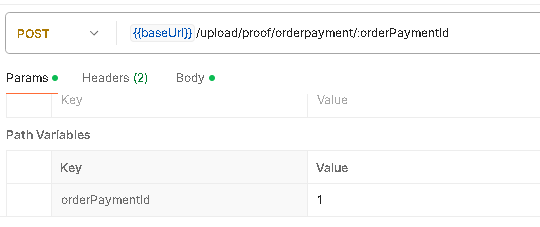 POST {{baseUrl}} /upload/proof/orderpayment/:orderPaymentId
Params Headers (2) Body
Key Value
Path Variables
Key Value
orderPaymentId 1